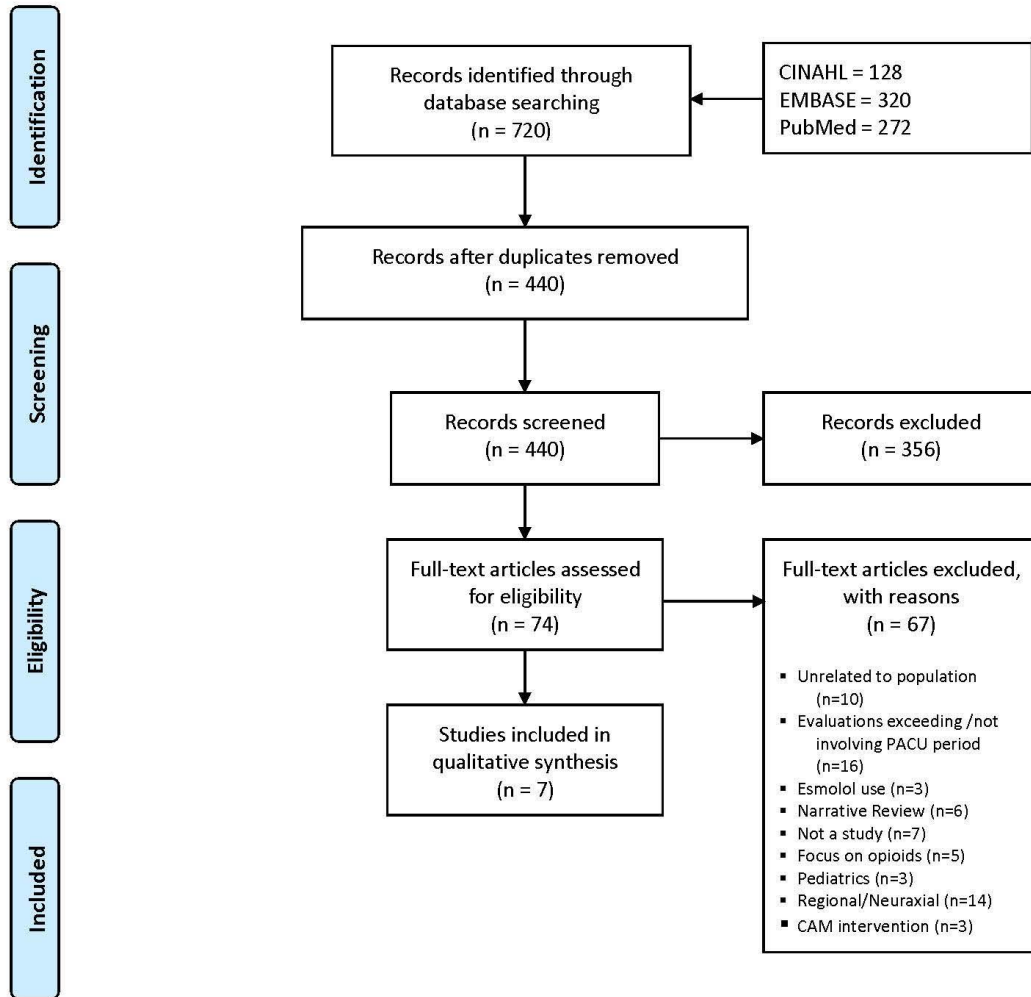 Identification
Records identified through
database searching
(n = 720)
CINAHL = 128
EMBASE = 320
PubMed = 272
Records after duplicates removed
(n = 440)
Screening
Records screened
(n = 440)
Records excluded
(n = 356)
Eligibility
Full-text articles assessed
for eligibility
(n = 74)
Full-text articles excluded,
with reasons
(n = 67)
▪ Unrelated to population
(n=10)
▪ Evaluations exceeding /not
involving PACU period
(n=16)
▪ Esmolol use (n=3)
▪ Narrative Review (n=6)
▪ Not a study (n=7)
▪ Focus on opioids (n=5)
▪ Pediatrics (n=3)
▪ Regional/Neuraxial (n=14)
▪ CAM intervention (n=3)
Studies included in
qualitative synthesis
(n = 7)
Included